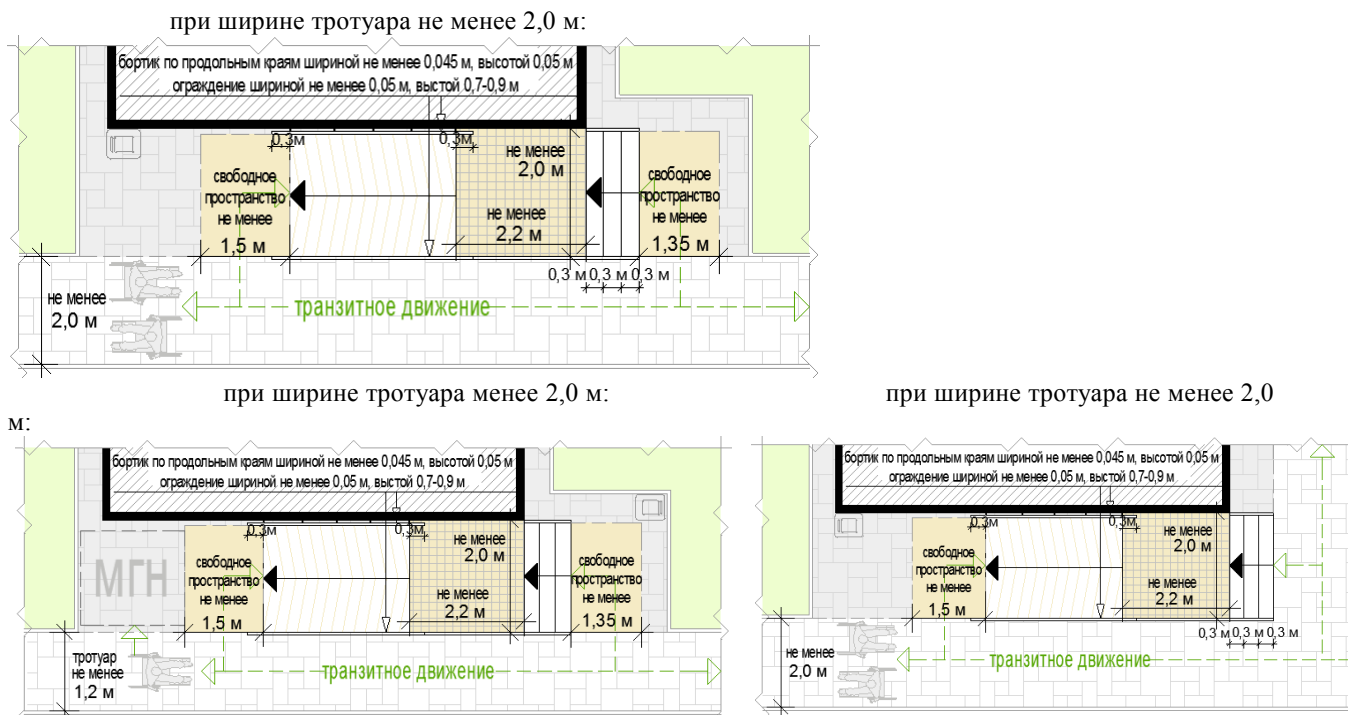 при ширине тротуара не менее 2,0 м:
бортик по продольным краям шириной не менее 0,045 м, высотой 0,05 м
ограждение шириной не менее 0,05 м, выстой 0,7-0,9 м
0,3м
0,3м
не менее
2,0 м
свободное
пространство
не менее
1,5 м
не менее
2,2 м
свободное
пространство
не менее
1,35 м
0,3 м 0,3 м 0,3 м
не менее
2,0 м
транзитное движение
при ширине тротуара менее 2,0 м:
при ширине тротуара не менее 2,0
м:
бортик по продольным краям шириной не менее 0,045 м, высотой 0,05 м
ограждение шириной не менее 0,05 м, выстой 0,7-0,9 м
0,3м
0,3м
не менее
2,0 м
МГН
свободное
пространство
не менее
1,5 м
не менее
2,2 м
свободное
пространство
не менее
1,35 м
тротуар
не менее
1,2 м
транзитное движение
бортик по продольным краям шириной не менее 0,045 м, высотой 0,05 м
ограждение шириной не менее 0,05 м, выстой 0,7-0,9 м
0,3м
0,3м
не менее
2,0 м
свободное
пространство
не менее
1,5 м
не менее
2,2 м
0,3 м 0,3 м 0,3 м
не менее
2,0 м
транзитное движение